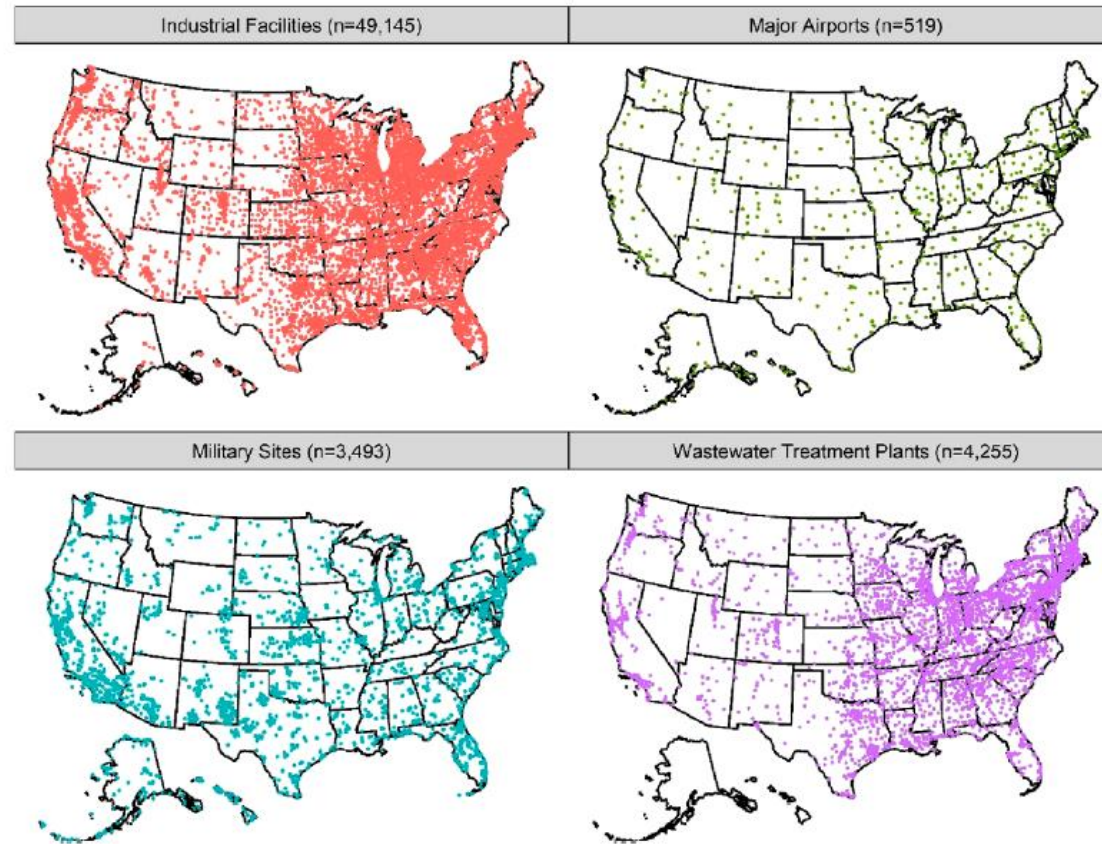 Industrial Facilities (n=49,145)
Major Airports (n=519)
Military Sites (n=3,493)
Wastewater Treatment Plants (n=4,255)